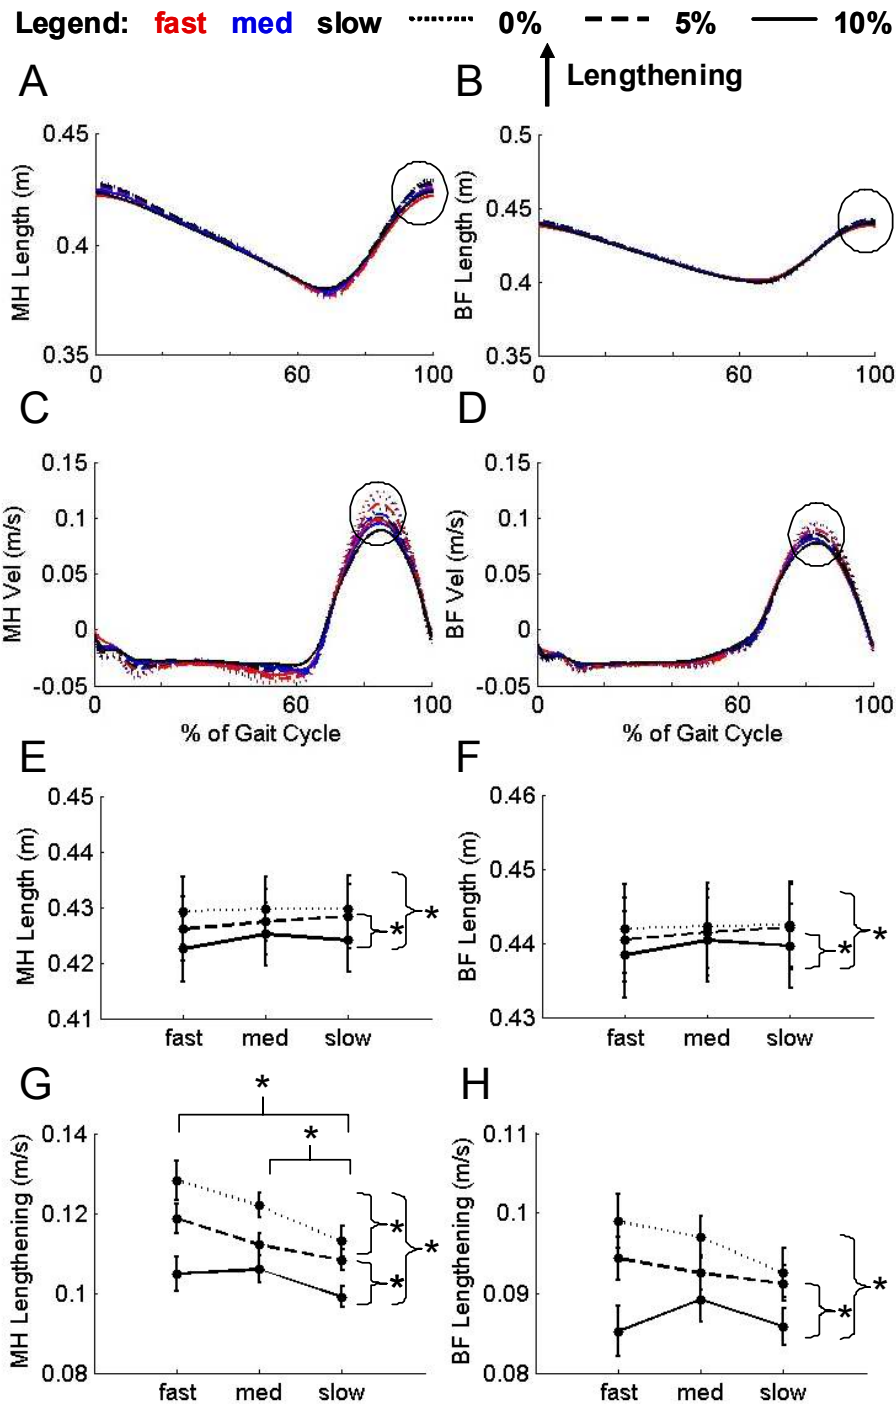 Legend: fast med slow 0% 5% 10%
Lengthening
A
MH Length (m)
0.45
0.4
0.35
0 60 100
B
BF Length (m)
0.5
0.45
0.4
0.35
0 60 100
C
MH Vel (m/s)
0.15
0.1
0.05
0
-0.05
0 60 100
% of Gait Cycle
D
BF Vel (m/s)
0.15
0.1
0.05
0
-0.05
0 60 100
% of Gait Cycle
E
MH Length (m)
0.45
0.44
0.43
0.42
0.41
fast med slow
*
*
F
BF Length (m)
0.46
0.45
0.44
0.43
fast med slow
*
*
G
MH Lengthening (m/s)
*
*
0.14
0.12
0.1
0.08
fast med slow
*
*
*
H
BF Lengthening (m/s)
0.11
0.1
0.09
0.08
fast med slow
*
*